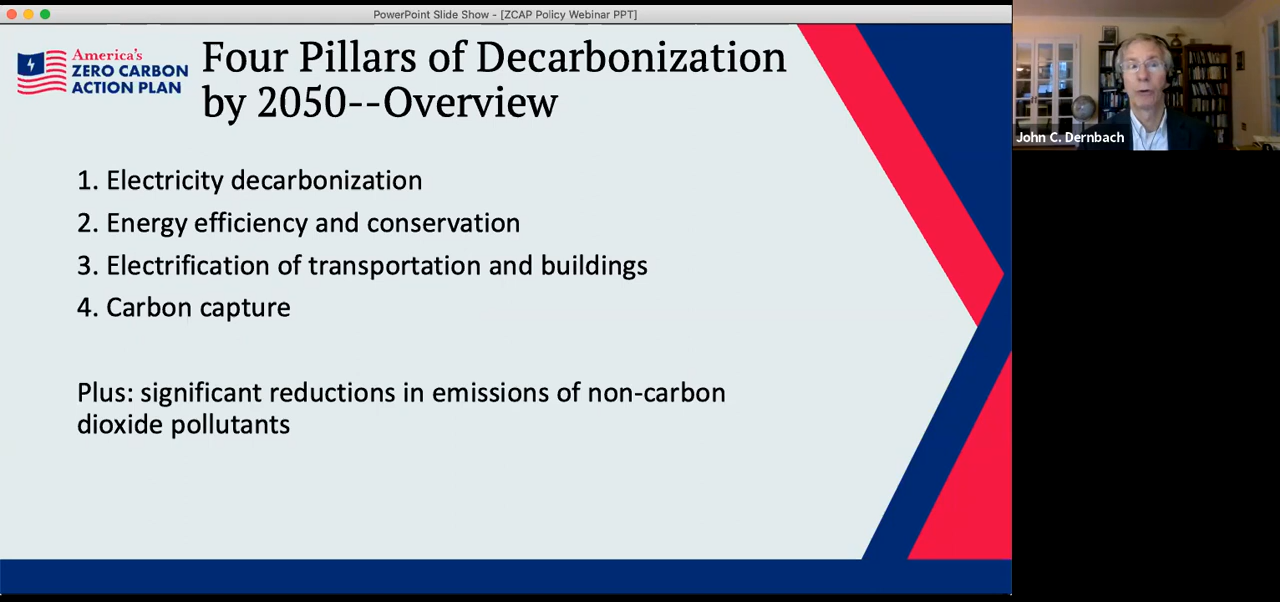 PowerPoint Slide Show - [ZCAP Policy Webinar PPT]
America's
ZERO CARBON
ACTION PLAN
Four Pillars of Decarbonization
by 2050--Overview
1. Electricity decarbonization
2. Energy efficiency and conservation
3. Electrification of transportation and buildings
4. Carbon capture
Plus: significant reductions in emissions of non-carbon
dioxide pollutants
John C. Dernbach